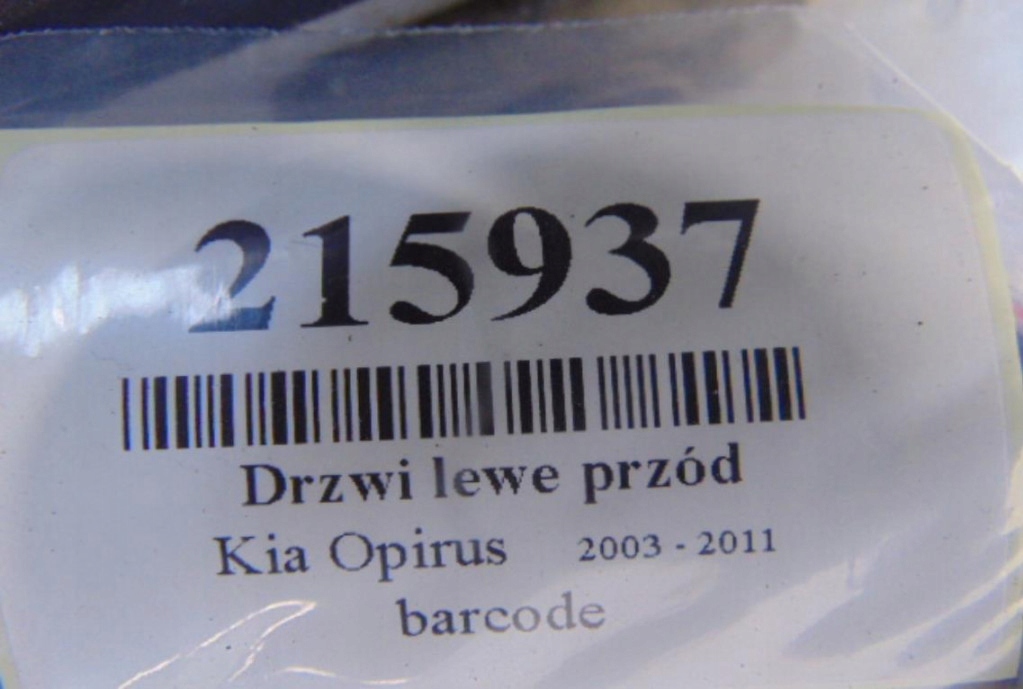 215937
Drzwi lewe przód
Kia Opirus 2003 - 2011
barcode